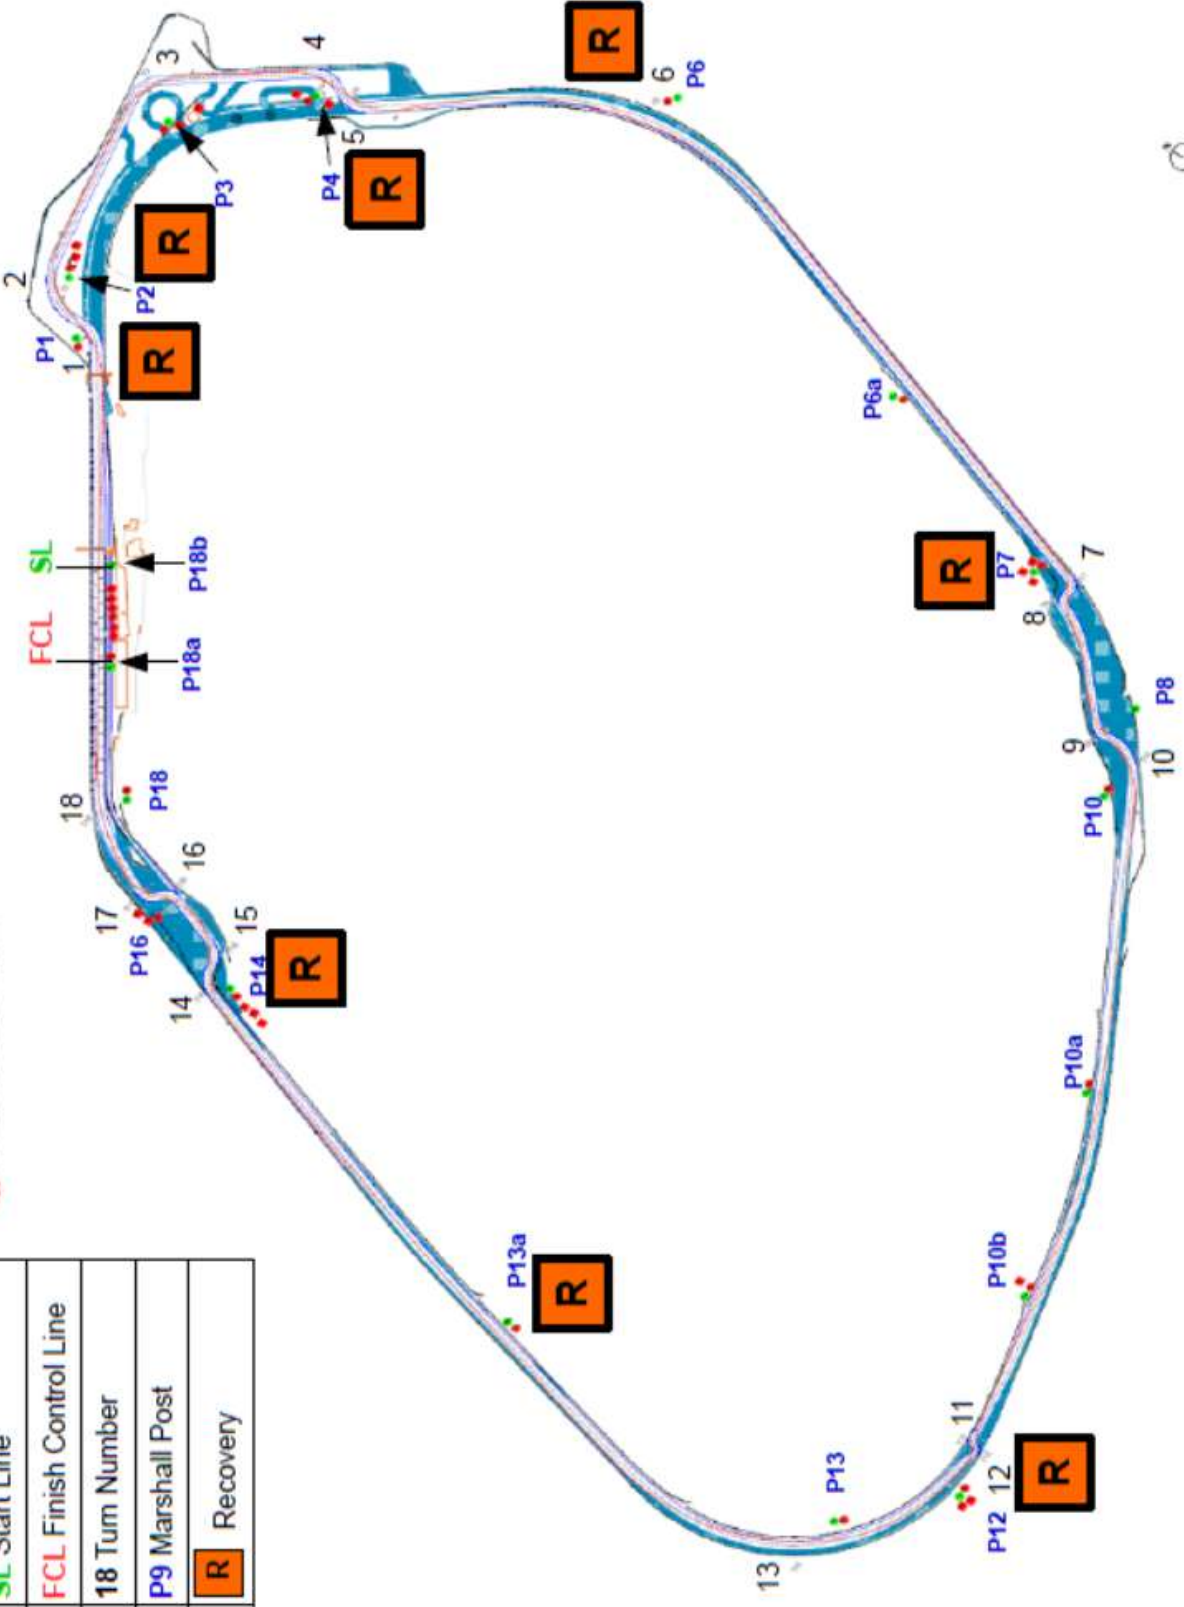 SL Start Line
FCL Finish Control Line
18 Turn Number
P9 Marshall Post
R Recovery
2
FCL
SL
P1
1
18
17
P16
P2
P18
R
3
R
14
P18a
P18b
16
P3
15
P14
R
4
P4
5
R
P13a
R
R
6
P6
13
P13
P6a
R
11
12
P12
R
P10b
P7
8
7
P10a
9
P10
10
P8